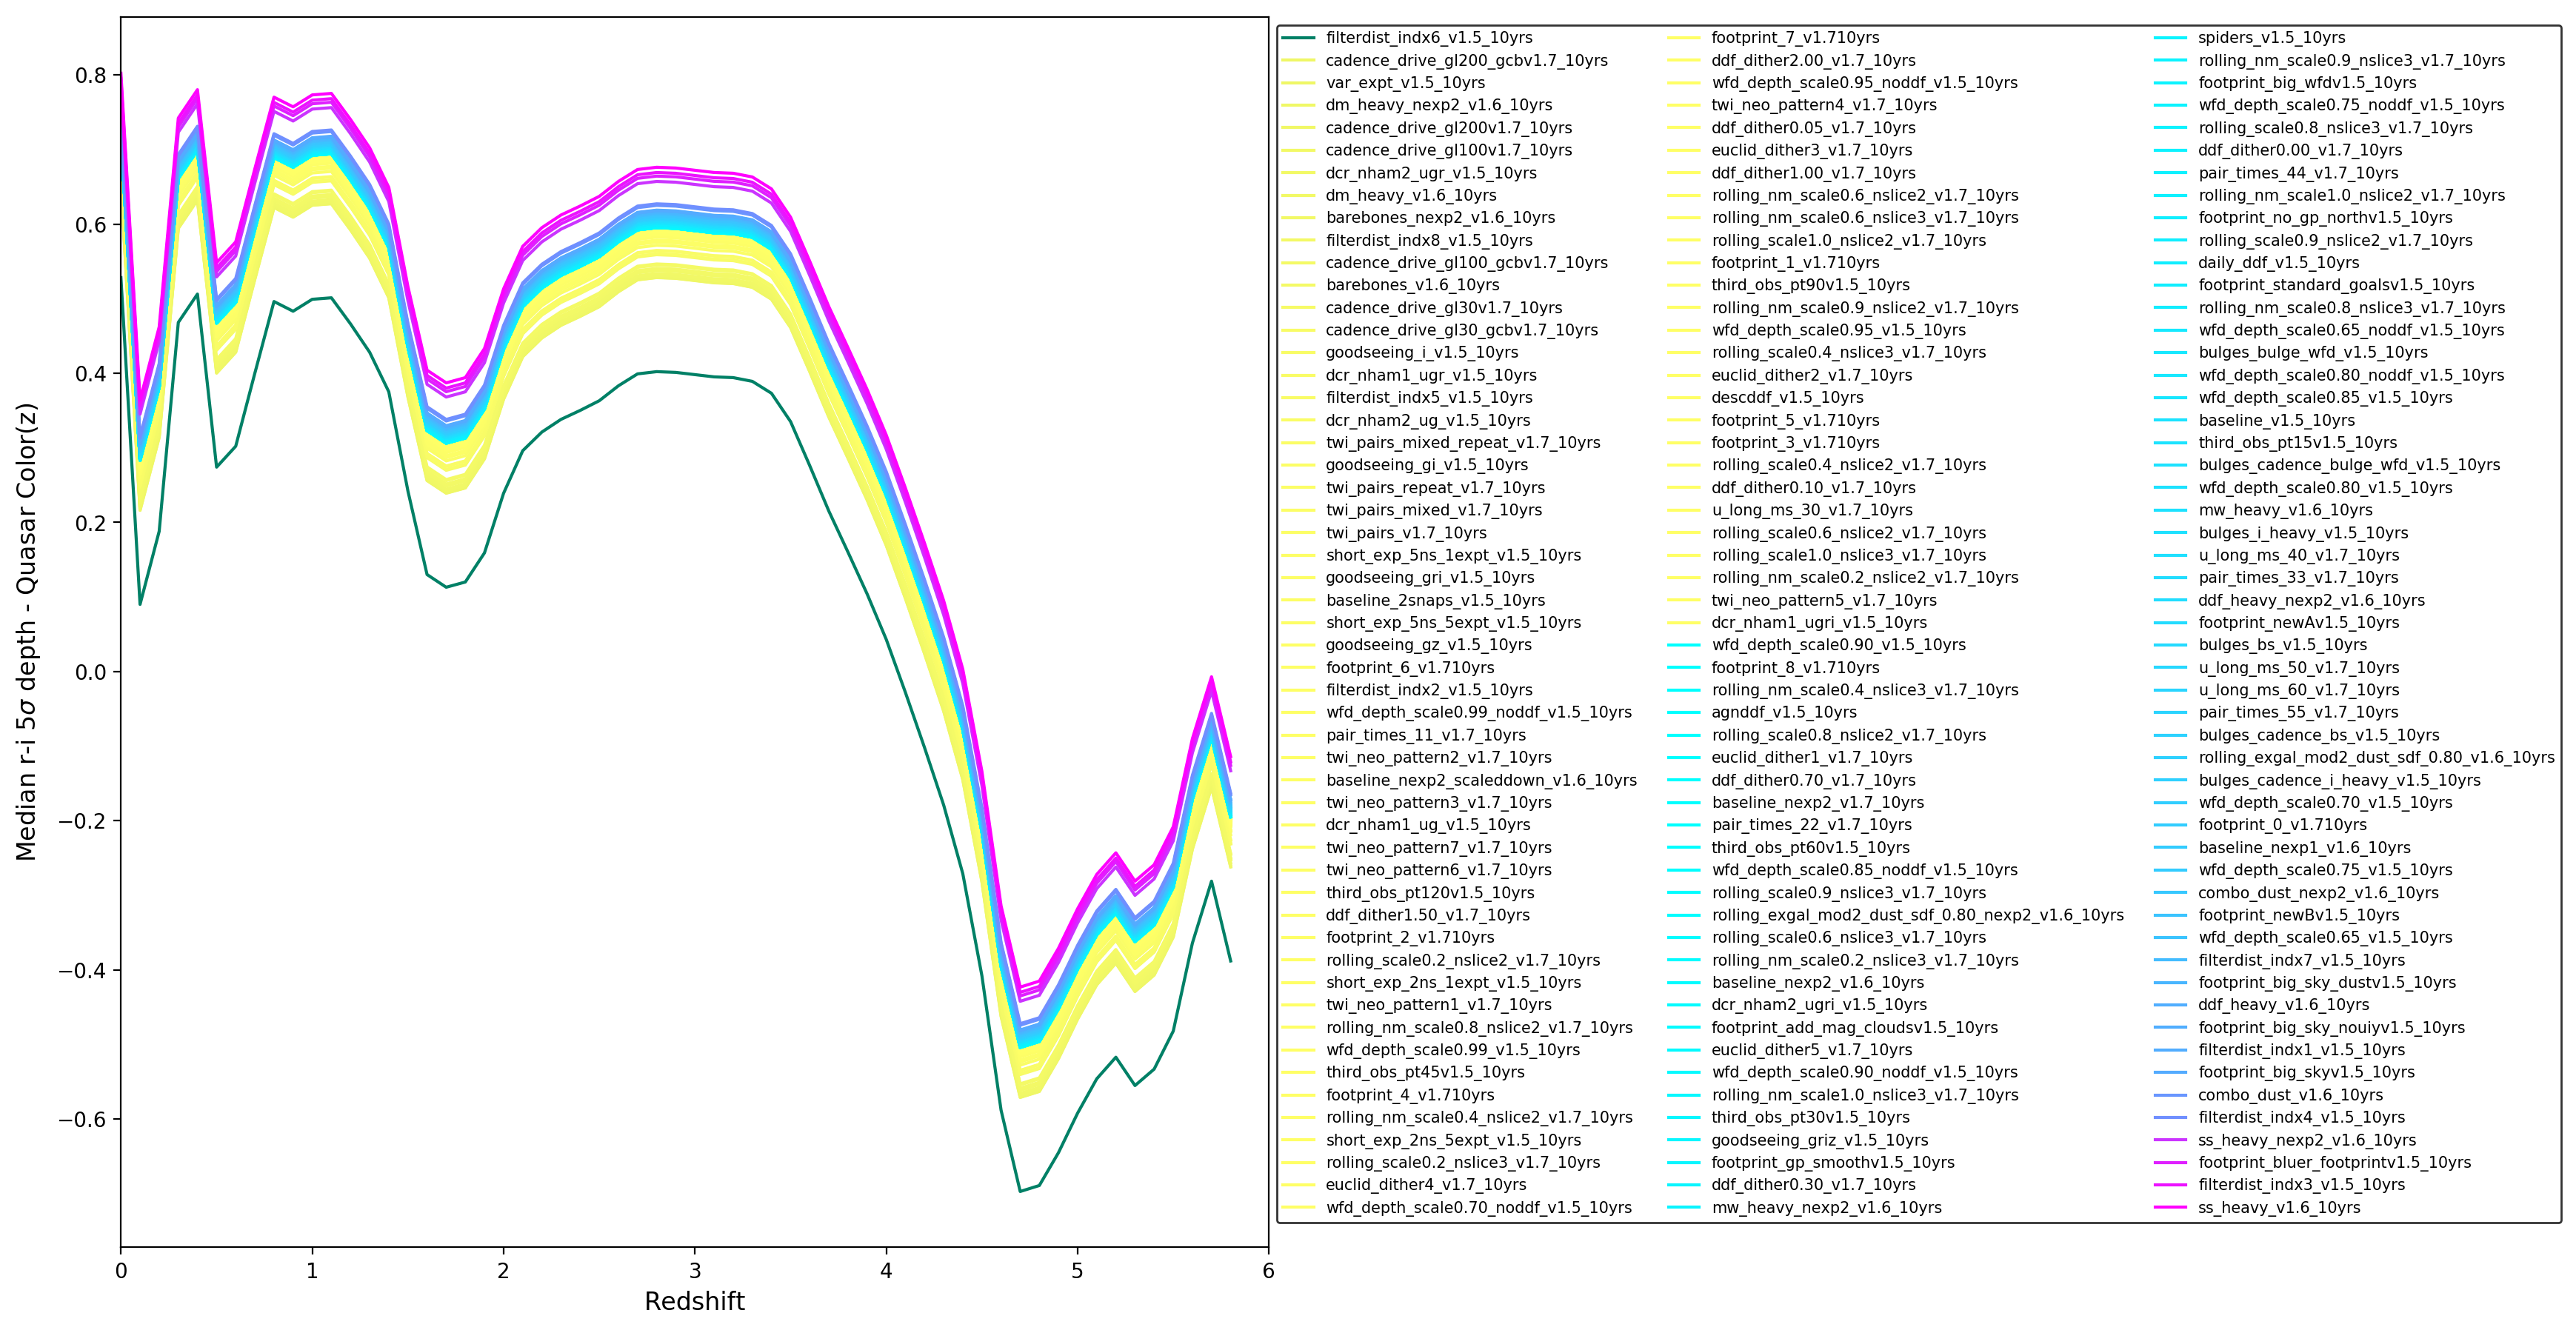 Median r-i 5σ depth - Quasar Color(z)
0.8
0.6
0.4
0.2
0.0
−0.2
−0.4
−0.6
0
1
2
3
4
5
6
Redshift
filterdist_indx6_v1.5_10yrs
cadence_drive_gl200_gcbv1.7_10yrs
var_expt_v1.5_10yrs
dm_heavy_nexp2_v1.6_10yrs
cadence_drive_gl200v1.7_10yrs
cadence_drive_gl100v1.7_10yrs
dcr_nham2_ugr_v1.5_10yrs
dm_heavy_v1.6_10yrs
barebones_nexp2_v1.6_10yrs
filterdist_indx8_v1.5_10yrs
cadence_drive_gl100_gcbv1.7_10yrs
barebones_v1.6_10yrs
cadence_drive_gl30v1.7_10yrs
cadence_drive_gl30_gcbv1.7_10yrs
goodseeing_i_v1.5_10yrs
dcr_nham1_ugr_v1.5_10yrs
filterdist_indx5_v1.5_10yrs
dcr_nham2_ug_v1.5_10yrs
twi_pairs_mixed_repeat_v1.7_10yrs
goodseeing_gi_v1.5_10yrs
twi_pairs_repeat_v1.7_10yrs
twi_pairs_mixed_v1.7_10yrs
twi_pairs_v1.7_10yrs
short_exp_5ns_1expt_v1.5_10yrs
goodseeing_gri_v1.5_10yrs
baseline_2snaps_v1.5_10yrs
short_exp_5ns_5expt_v1.5_10yrs
goodseeing_gz_v1.5_10yrs
footprint_6_v1.710yrs
filterdist_indx2_v1.5_10yrs
wfd_depth_scale0.99_noddf_v1.5_10yrs
pair_times_11_v1.7_10yrs
twi_neo_pattern2_v1.7_10yrs
baseline_nexp2_scaleddown_v1.6_10yrs
twi_neo_pattern3_v1.7_10yrs
dcr_nham1_ug_v1.5_10yrs
twi_neo_pattern7_v1.7_10yrs
twi_neo_pattern6_v1.7_10yrs
third_obs_pt120v1.5_10yrs
ddf_dither1.50_v1.7_10yrs
footprint_2_v1.710yrs
rolling_scale0.2_nslice2_v1.7_10yrs
short_exp_2ns_1expt_v1.5_10yrs
twi_neo_pattern1_v1.7_10yrs
rolling_nm_scale0.8_nslice2_v1.7_10yrs
wfd_depth_scale0.99_v1.5_10yrs
third_obs_pt45v1.5_10yrs
footprint_4_v1.710yrs
rolling_nm_scale0.4_nslice2_v1.7_10yrs
short_exp_2ns_5expt_v1.5_10yrs
rolling_scale0.2_nslice3_v1.7_10yrs
euclid_dither4_v1.7_10yrs
wfd_depth_scale0.70_noddf_v1.5_10yrs
footprint_7_v1.710yrs
ddf_dither2.00_v1.7_10yrs
wfd_depth_scale0.95_noddf_v1.5_10yrs
twi_neo_pattern4_v1.7_10yrs
ddf_dither0.05_v1.7_10yrs
euclid_dither3_v1.7_10yrs
ddf_dither1.00_v1.7_10yrs
rolling_nm_scale0.6_nslice2_v1.7_10yrs
rolling_nm_scale0.6_nslice3_v1.7_10yrs
rolling_scale1.0_nslice2_v1.7_10yrs
footprint_1_v1.710yrs
third_obs_pt90v1.5_10yrs
rolling_nm_scale0.9_nslice2_v1.7_10yrs
wfd_depth_scale0.95_v1.5_10yrs
rolling_scale0.4_nslice3_v1.7_10yrs
euclid_dither2_v1.7_10yrs
descddf_v1.5_10yrs
footprint_5_v1.710yrs
footprint_3_v1.710yrs
rolling_scale0.4_nslice2_v1.7_10yrs
ddf_dither0.10_v1.7_10yrs
u_long_ms_30_v1.7_10yrs
rolling_scale0.6_nslice2_v1.7_10yrs
rolling_scale1.0_nslice3_v1.7_10yrs
rolling_nm_scale0.2_nslice2_v1.7_10yrs
twi_neo_pattern5_v1.7_10yrs
dcr_nham1_ugri_v1.5_10yrs
wfd_depth_scale0.90_v1.5_10yrs
footprint_8_v1.710yrs
rolling_nm_scale0.4_nslice3_v1.7_10yrs
agnddf_v1.5_10yrs
rolling_scale0.8_nslice2_v1.7_10yrs
euclid_dither1_v1.7_10yrs
ddf_dither0.70_v1.7_10yrs
baseline_nexp2_v1.7_10yrs
pair_times_22_v1.7_10yrs
third_obs_pt60v1.5_10yrs
wfd_depth_scale0.85_noddf_v1.5_10yrs
rolling_scale0.9_nslice3_v1.7_10yrs
rolling_exgal_mod2_dust_sdf_0.80_nexp2_v1.6_10yrs
rolling_scale0.6_nslice3_v1.7_10yrs
rolling_nm_scale0.2_nslice3_v1.7_10yrs
baseline_nexp2_v1.6_10yrs
dcr_nham2_ugri_v1.5_10yrs
footprint_add_mag_cloudsv1.5_10yrs
euclid_dither5_v1.7_10yrs
wfd_depth_scale0.90_noddf_v1.5_10yrs
rolling_nm_scale1.0_nslice3_v1.7_10yrs
third_obs_pt30v1.5_10yrs
goodseeing_griz_v1.5_10yrs
footprint_gp_smoothv1.5_10yrs
ddf_dither0.30_v1.7_10yrs
mw_heavy_nexp2_v1.6_10yrs
spiders_v1.5_10yrs
rolling_nm_scale0.9_nslice3_v1.7_10yrs
footprint_big_wfdv1.5_10yrs
wfd_depth_scale0.75_noddf_v1.5_10yrs
rolling_scale0.8_nslice3_v1.7_10yrs
ddf_dither0.00_v1.7_10yrs
pair_times_44_v1.7_10yrs
rolling_nm_scale1.0_nslice2_v1.7_10yrs
footprint_no_gp_northv1.5_10yrs
rolling_scale0.9_nslice2_v1.7_10yrs
daily_ddf_v1.5_10yrs
footprint_standard_goalsv1.5_10yrs
rolling_nm_scale0.8_nslice3_v1.7_10yrs
wfd_depth_scale0.65_noddf_v1.5_10yrs
bulges_bulge_wfd_v1.5_10yrs
wfd_depth_scale0.80_noddf_v1.5_10yrs
wfd_depth_scale0.85_v1.5_10yrs
baseline_v1.5_10yrs
third_obs_pt15v1.5_10yrs
bulges_cadence_bulge_wfd_v1.5_10yrs
wfd_depth_scale0.80_v1.5_10yrs
mw_heavy_v1.6_10yrs
bulges_i_heavy_v1.5_10yrs
u_long_ms_40_v1.7_10yrs
pair_times_33_v1.7_10yrs
ddf_heavy_nexp2_v1.6_10yrs
footprint_newAv1.5_10yrs
bulges_bs_v1.5_10yrs
u_long_ms_50_v1.7_10yrs
u_long_ms_60_v1.7_10yrs
pair_times_55_v1.7_10yrs
bulges_cadence_bs_v1.5_10yrs
rolling_exgal_mod2_dust_sdf_0.80_v1.6_10yrs
bulges_cadence_i_heavy_v1.5_10yrs
wfd_depth_scale0.70_v1.5_10yrs
footprint_0_v1.710yrs
baseline_nexp1_v1.6_10yrs
wfd_depth_scale0.75_v1.5_10yrs
combo_dust_nexp2_v1.6_10yrs
footprint_newBv1.5_10yrs
wfd_depth_scale0.65_v1.5_10yrs
filterdist_indx7_v1.5_10yrs
footprint_big_sky_dustv1.5_10yrs
ddf_heavy_v1.6_10yrs
footprint_big_sky_nouiyv1.5_10yrs
filterdist_indx1_v1.5_10yrs
footprint_big_skyv1.5_10yrs
combo_dust_v1.6_10yrs
filterdist_indx4_v1.5_10yrs
ss_heavy_nexp2_v1.6_10yrs
footprint_bluer_footprintv1.5_10yrs
filterdist_indx3_v1.5_10yrs
ss_heavy_v1.6_10yrs